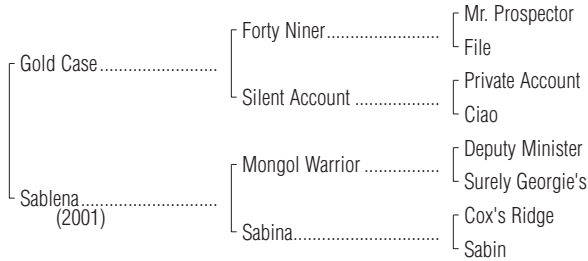 Mr. Prospector
Forty Niner
File
Gold Case
Private Account
Silent Account
Ciao
Deputy Minister
Mongol Warrior
Surely Georgie's
Sablena
(2001)
Cox's Ridge
Sabina
Sabin